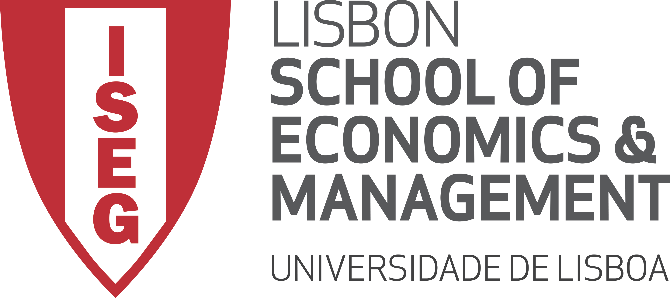 ISEG
LISBON
SCHOOL OF
ECONOMICS &
MANAGEMENT
UNIVERSIDADE DE LISBOA